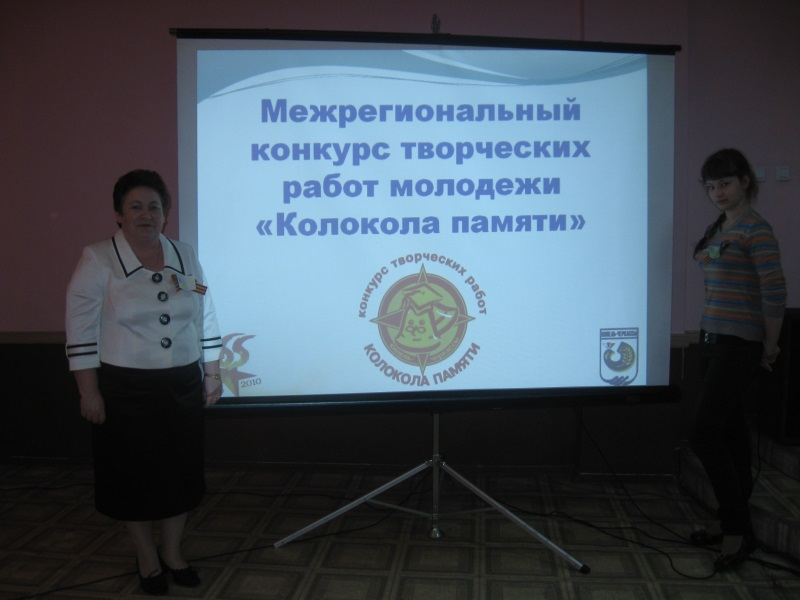 Межрегиональный
конкурс творческих
работ молодежи
«Колокола памяти»
конкурс творческих работ
КОЛОКОЛА ПАМЯТИ
2010